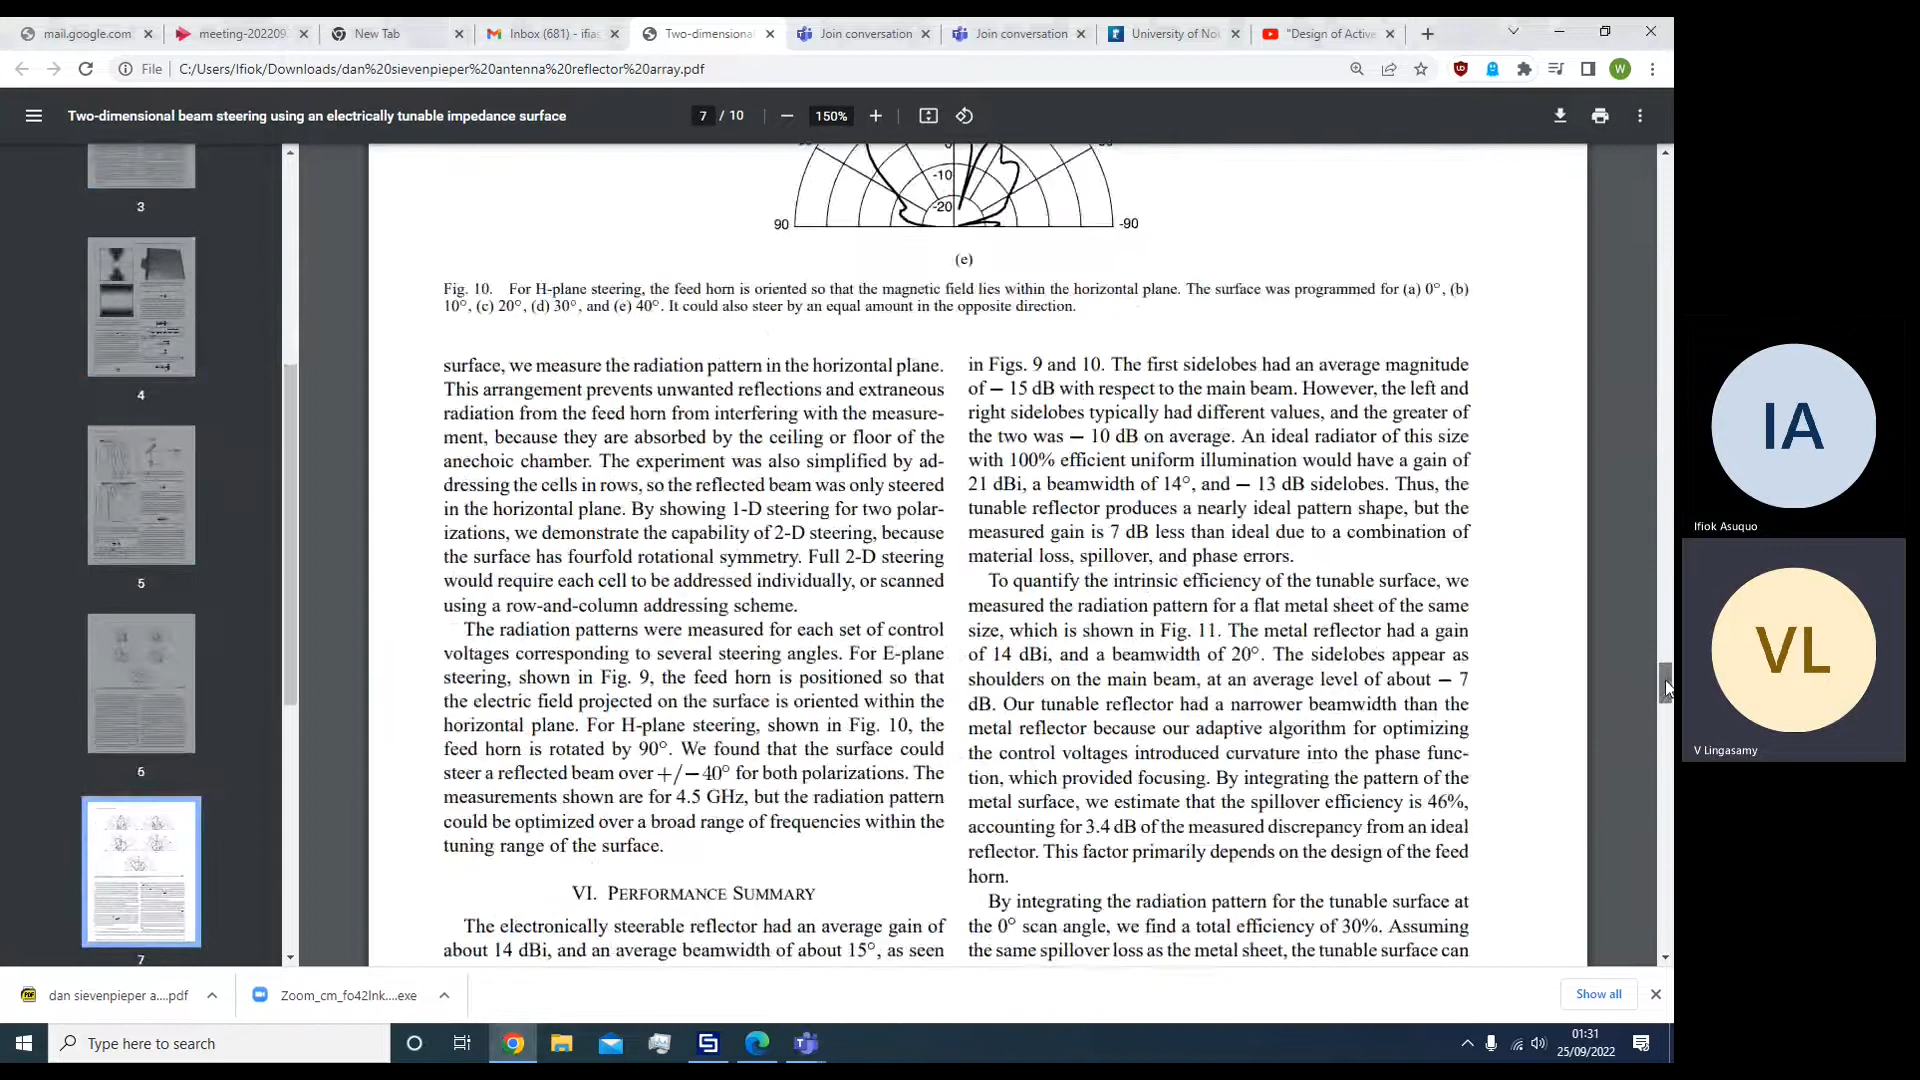 mail.google.com
meeting-202209
New Tab
Inbox (681) - ifias
Two-dimensional
Join conversation
Join conversation
University of No
"Design of Active
File
C:/Users/Ifiok/Downloads/dan%20sievenpieper%20antenna%20reflector%20array.pdf
W
Two-dimensional beam steering using an electrically tunable impedance surface
7 / 10
150%
3
4
5
6
7
0
-10
-20
90
-90
(e)
Fig. 10. For H-plane steering, the feed horn is oriented so that the magnetic field lies within the horizontal plane. The surface was programmed for (a) 0°, (b)
10°, (c) 20°, (d) 30°, and (e) 40°. It could also steer by an equal amount in the opposite direction.
surface, we measure the radiation pattern in the horizontal plane.
This arrangement prevents unwanted reflections and extraneous
radiation from the feed horn from interfering with the measure-
ment, because they are absorbed by the ceiling or floor of the
anechoic chamber. The experiment was also simplified by ad-
dressing the cells in rows, so the reflected beam was only steered
in the horizontal plane. By showing 1-D steering for two polar-
izations, we demonstrate the capability of 2-D steering, because
the surface has fourfold rotational symmetry. Full 2-D steering
would require each cell to be addressed individually, or scanned
using a row-and-column addressing scheme.
The radiation patterns were measured for each set of control
voltages corresponding to several steering angles. For E-plane
steering, shown in Fig. 9, the feed horn is positioned so that
the electric field projected on the surface is oriented within the
horizontal plane. For H-plane steering, shown in Fig. 10, the
feed horn is rotated by 90°. We found that the surface could
steer a reflected beam over +/− 40° for both polarizations. The
measurements shown are for 4.5 GHz, but the radiation pattern
could be optimized over a broad range of frequencies within the
tuning range of the surface.
VI. PERFORMANCE SUMMARY
The electronically steerable reflector had an average gain of
about 14 dBi, and an average beamwidth of about 15°, as seen
in Figs. 9 and 10. The first sidelobes had an average magnitude
of − 15 dB with respect to the main beam. However, the left and
right sidelobes typically had different values, and the greater of
the two was − 10 dB on average. An ideal radiator of this size
with 100% efficient uniform illumination would have a gain of
21 dBi, a beamwidth of 14°, and − 13 dB sidelobes. Thus, the
tunable reflector produces a nearly ideal pattern shape, but the
measured gain is 7 dB less than ideal due to a combination of
material loss, spillover, and phase errors.
To quantify the intrinsic efficiency of the tunable surface, we
measured the radiation pattern for a flat metal sheet of the same
size, which is shown in Fig. 11. The metal reflector had a gain
of 14 dBi, and a beamwidth of 20°. The sidelobes appear as
shoulders on the main beam, at an average level of about − 7
dB. Our tunable reflector had a narrower beamwidth than the
metal reflector because our adaptive algorithm for optimizing
the control voltages introduced curvature into the phase func-
tion, which provided focusing. By integrating the pattern of the
metal surface, we estimate that the spillover efficiency is 46%,
accounting for 3.4 dB of the measured discrepancy from an ideal
reflector. This factor primarily depends on the design of the feed
horn.
By integrating the radiation pattern for the tunable surface at
the 0° scan angle, we find a total efficiency of 30%. Assuming
the same spillover loss as the metal sheet, the tunable surface can
IA
Ifiok Asuquo
VL
V Lingasamy
dan sievenpieper a....pdf
Zoom_cm_fo42lnk....exe
Show all
Type here to search
01:31
25/09/2022